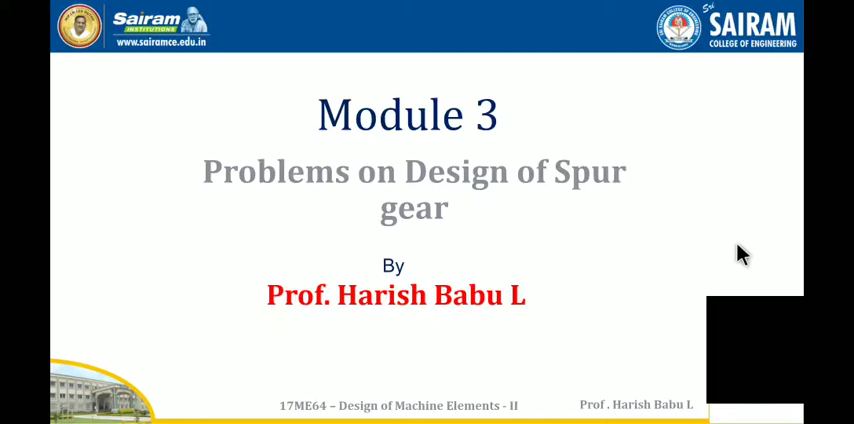 Sairam
INSTITUTIONS
www.sairamce.edu.in
Sri
SAIRAM
COLLEGE OF ENGINEERING
Module 3
Problems on Design of Spur
gear
By
Prof. Harish Babu L
17ME64 – Design of Machine Elements - II
Prof . Harish Babu L